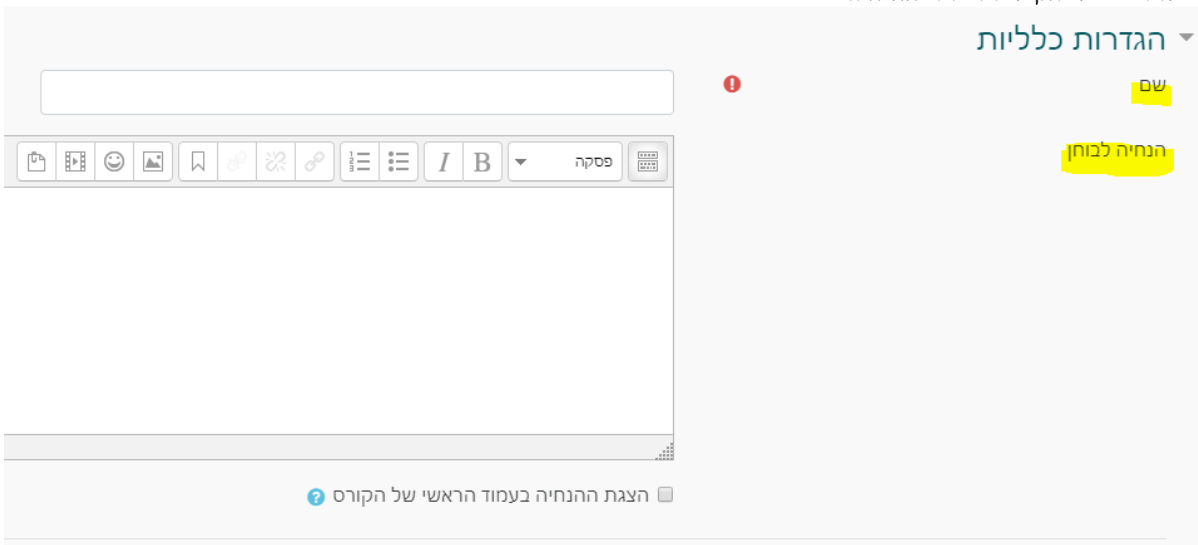 הגדרות כלליות
שם
הנחיה לבוחן
פסקה
B I
הצגת ההנחיה בעמוד הראשי של הקורס